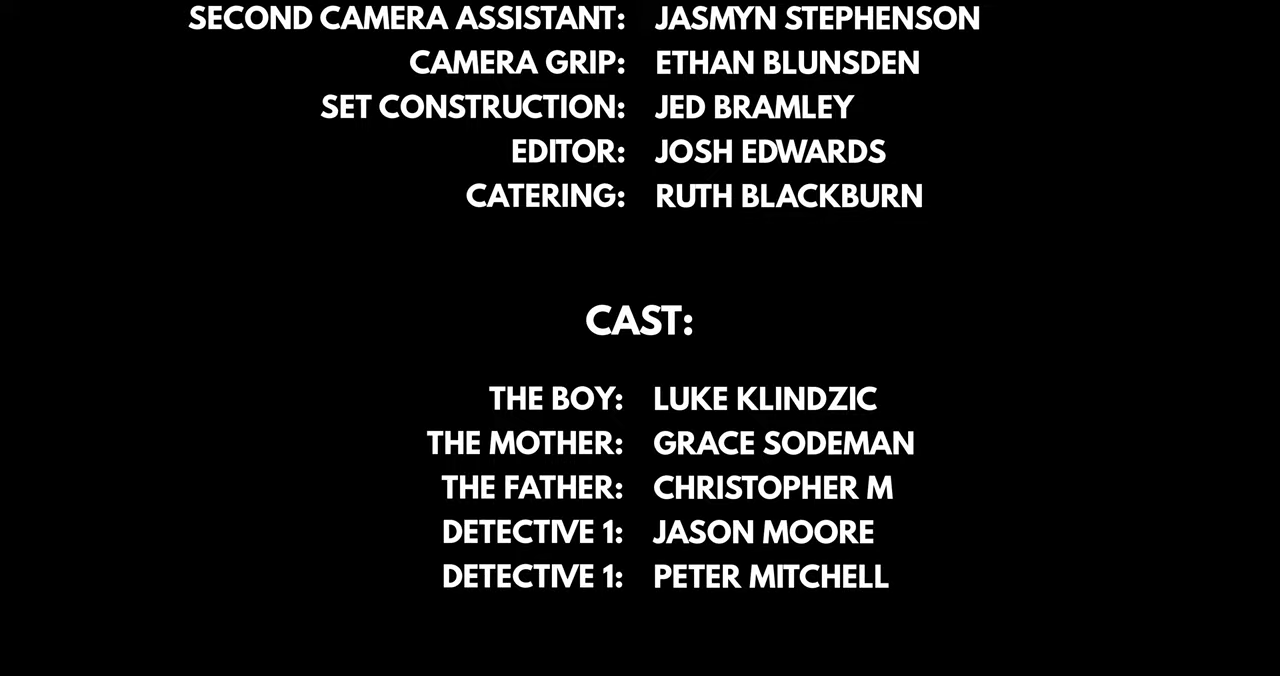 SECOND CAMERA ASSISTANT: JASMYN STEPHENSON
CAMERA GRIP: ETHAN BLUNSDEN
SET CONSTRUCTION: JED BRAMLEY
EDITOR: JOSH EDWARDS
CATERING: RUTH BLACKBURN
CAST:
THE BOY: LUKE KLINDZIC
THE MOTHER: GRACE SODEMAN
THE FATHER: CHRISTOPHER M
DETECTIVE 1: JASON MOORE
DETECTIVE 1: PETER MITCHELL